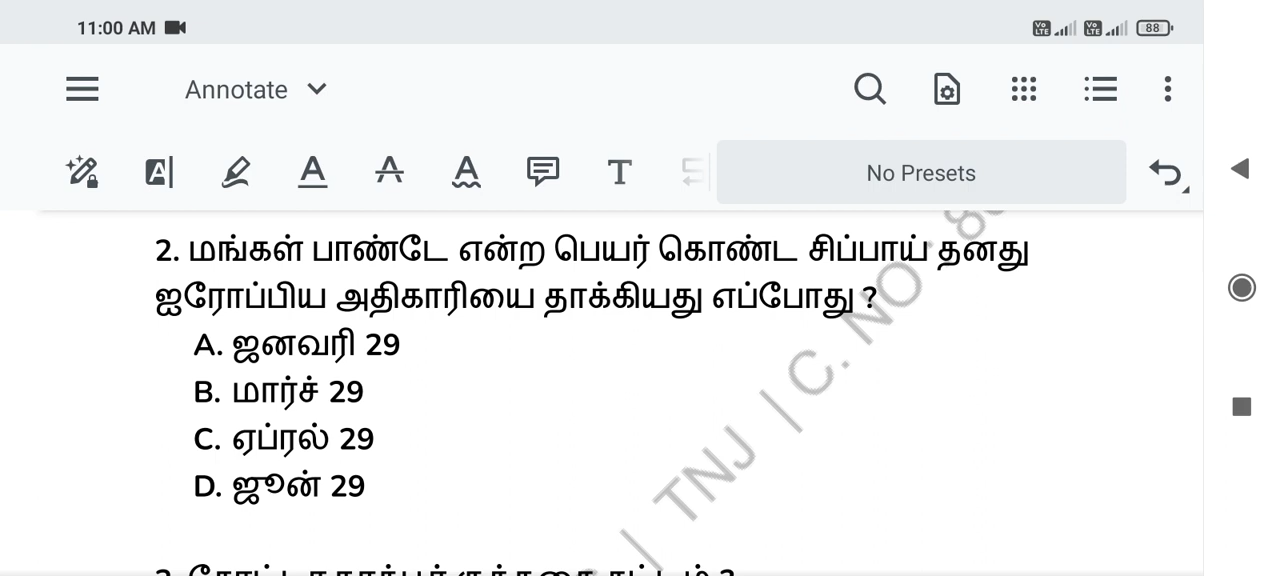 11:00 AM
88
Annotate
No Presets
2. மங்கள் பாண்டே என்ற பெயர் கொண்ட சிப்பாய் தனது
ஐரோப்பிய அதிகாரியை தாக்கியது எப்போது ?
A. ஜனவரி 29
B. மார்ச் 29
C. ஏப்ரல் 29
D. ஜூன் 29
| TNJ | C. NO